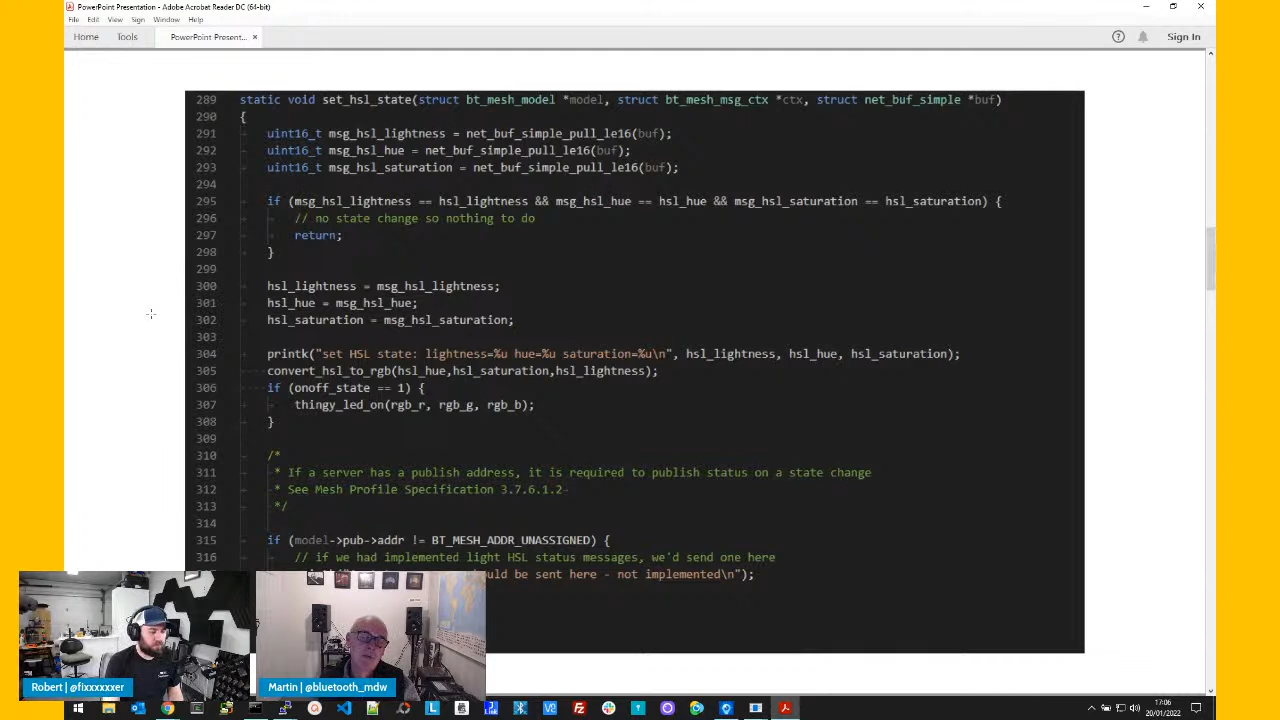 PowerPoint Presentation - Adobe Acrobat Reader DC (64-bit)
File Edit View Sign Window Help
Home Tools PowerPoint Present... × Sign In
289 static void set_hsl_state(struct bt_mesh_model *model, struct bt_mesh_msg_ctx *ctx, struct net_buf_simple *buf)
290 {
291 uint16_t msg_hsl_lightness = net_buf_simple_pull_le16(buf);
292 uint16_t msg_hsl_hue = net_buf_simple_pull_le16(buf);
293 uint16_t msg_hsl_saturation = net_buf_simple_pull_le16(buf);
294
295 if (msg_hsl_lightness == hsl_lightness && msg_hsl_hue == hsl_hue && msg_hsl_saturation == hsl_saturation) {
296 // no state change so nothing to do
297 return;
298 }
299
300 hsl_lightness = msg_hsl_lightness;
301 hsl_hue = msg_hsl_hue;
302 hsl_saturation = msg_hsl_saturation;
303
304 printk("set HSL state: lightness=%u hue=%u saturation=%u\n", hsl_lightness, hsl_hue, hsl_saturation);
305 convert_hsl_to_rgb(hsl_hue,hsl_saturation,hsl_lightness);
306 if (onoff_state == 1) {
307 thingy_led_on(rgb_r, rgb_g, rgb_b);
308 }
309
310 /*
311 * If a server has a publish address, it is required to publish status on a state change
312 * See Mesh Profile Specification 3.7.6.1.2
313 */
314
315 if (model->pub->addr != BT_MESH_ADDR_UNASSIGNED) {
316 // if we had implemented light HSL status messages, we'd send one here
be sent here - not implemented\n");
Robert | @fixxxxxxer
Martin | @bluetooth_mdw
17:06
20/01/2022